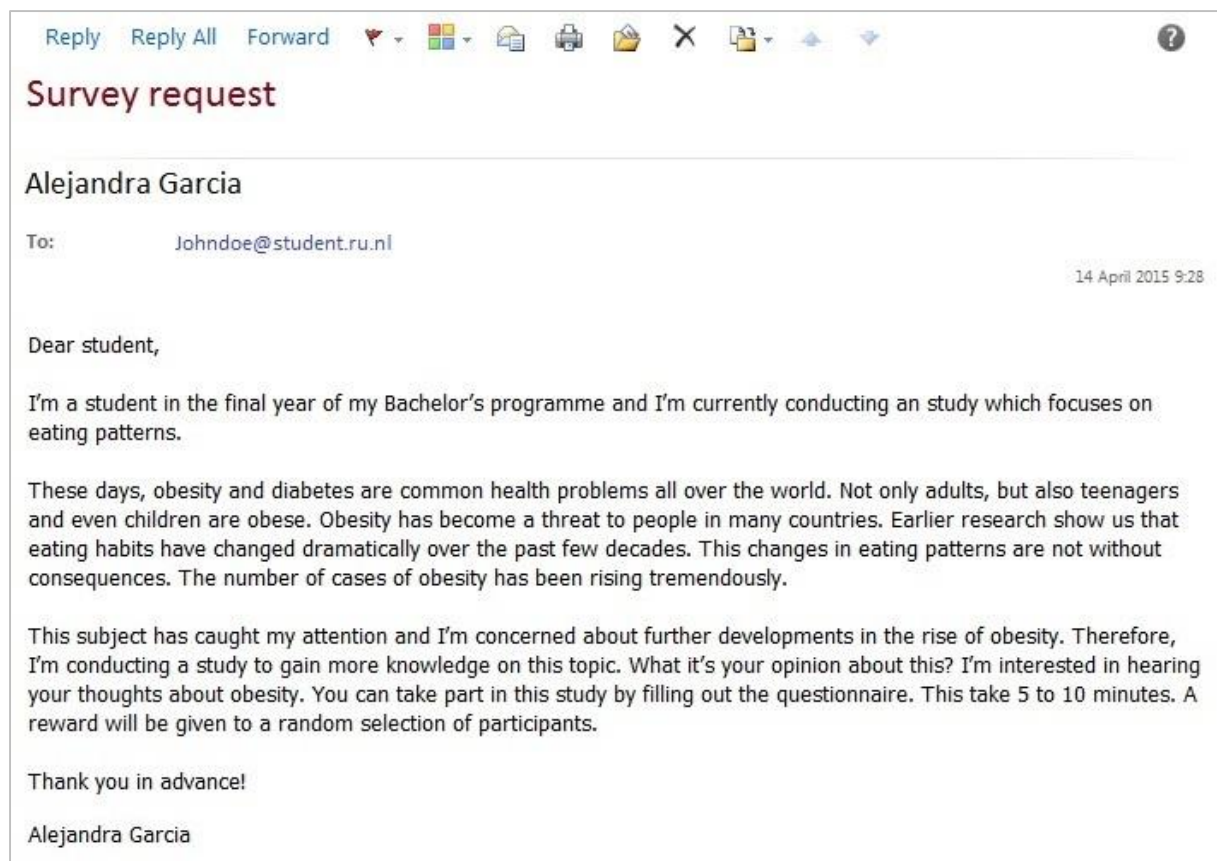 Reply Reply All Forward
Survey request
Alejandra Garcia
To: Johndoe@student.ru.nl
14 April 2015 9:28
Dear student,
I'm a student in the final year of my Bachelor's programme and I'm currently conducting an study which focuses on
eating patterns.
These days, obesity and diabetes are common health problems all over the world. Not only adults, but also teenagers
and even children are obese. Obesity has become a threat to people in many countries. Earlier research show us that
eating habits have changed dramatically over the past few decades. This changes in eating patterns are not without
consequences. The number of cases of obesity has been rising tremendously.
This subject has caught my attention and I'm concerned about further developments in the rise of obesity. Therefore,
I'm conducting a study to gain more knowledge on this topic. What it's your opinion about this? I'm interested in hearing
your thoughts about obesity. You can take part in this study by filling out the questionnaire. This take 5 to 10 minutes. A
reward will be given to a random selection of participants.
Thank you in advance!
Alejandra Garcia